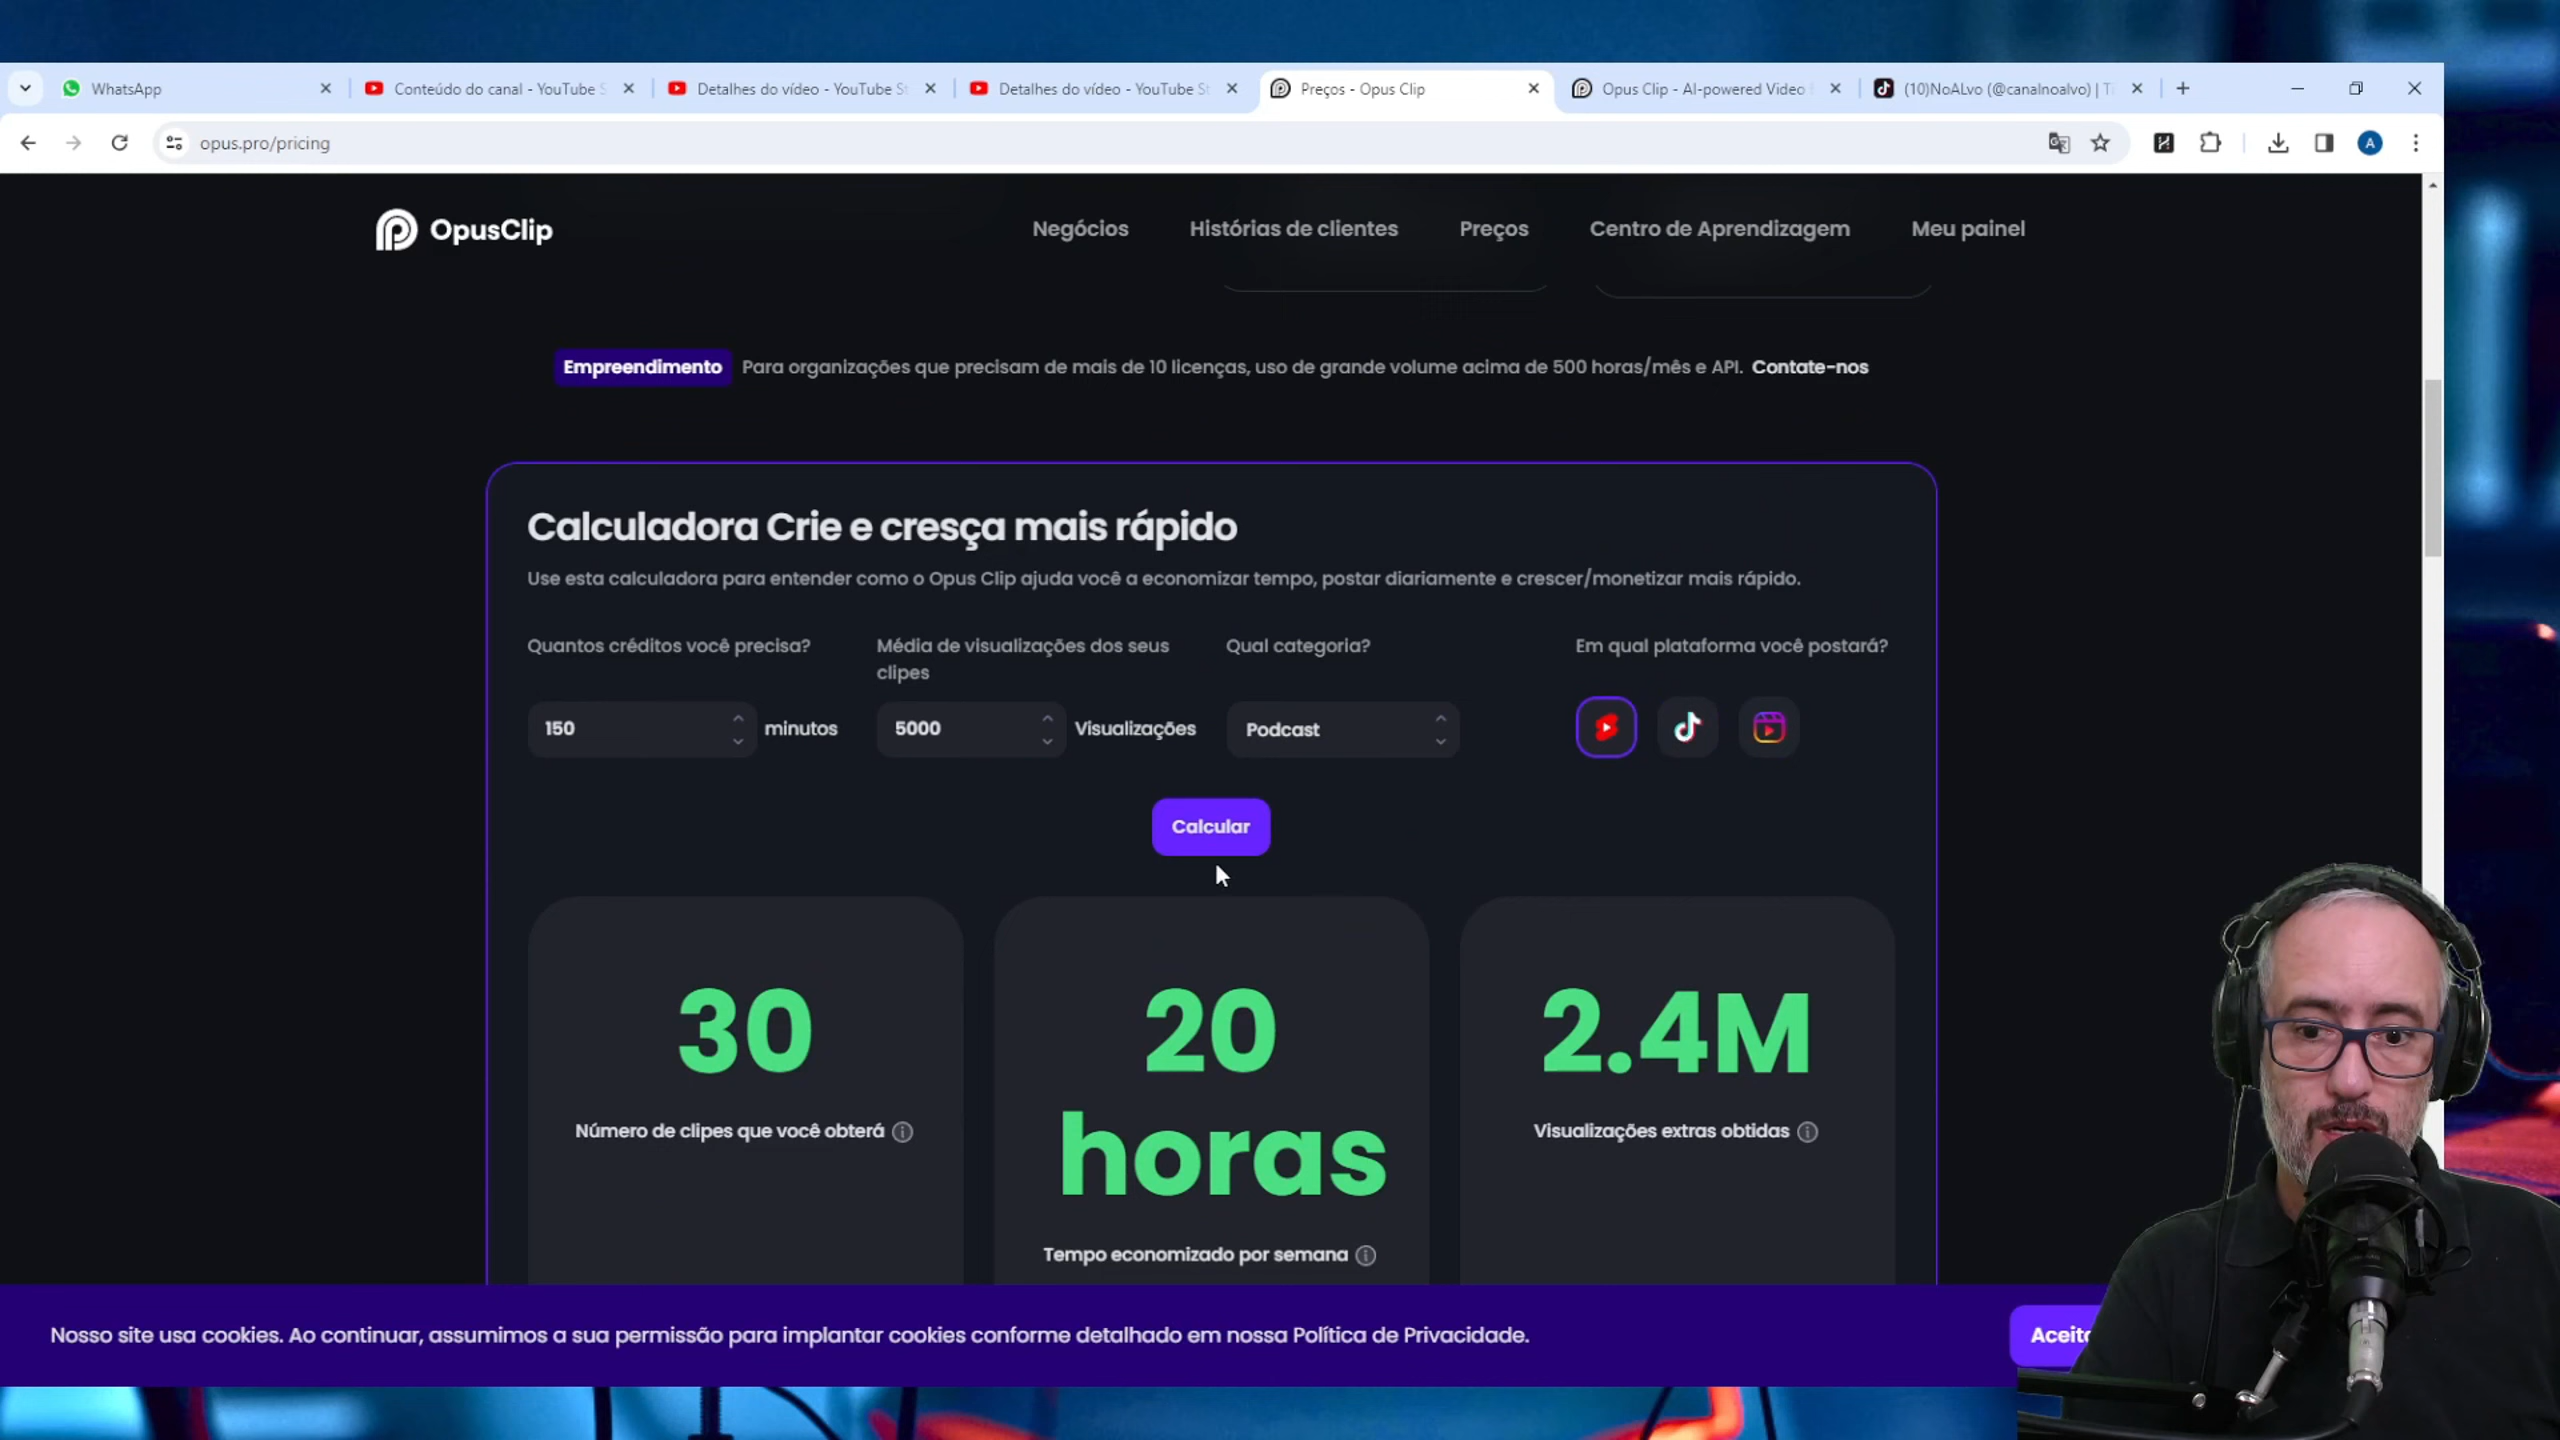 WhatsApp
Conteúdo do canal - YouTube S
Detalhes do vídeo - YouTube St
Detalhes do vídeo - YouTube St
Preços - Opus Clip
Opus Clip - AI-powered Video
(10)NoALvo (@canalnoalvo) | T
opus.pro/pricing
A
OpusClip
Negócios
Histórias de clientes
Preços
Centro de Aprendizagem
Meu painel
Empreendimento Para organizações que precisam de mais de 10 licenças, uso de grande volume acima de 500 horas/mês e API. Contate-nos
Calculadora Crie e cresça mais rápido
Use esta calculadora para entender como o Opus Clip ajuda você a economizar tempo, postar diariamente e crescer/monetizar mais rápido.
Quantos créditos você precisa?
150 minutos
Média de visualizações dos seus
clipes
5000 Visualizações
Qual categoria?
Podcast
Em qual plataforma você postará?
Calcular
30
Número de clipes que você obterá
20
horas
Tempo economizado por semana
2.4M
Visualizações extras obtidas
Nosso site usa cookies. Ao continuar, assumimos a sua permissão para implantar cookies conforme detalhado em nossa Política de Privacidade.
Aceito